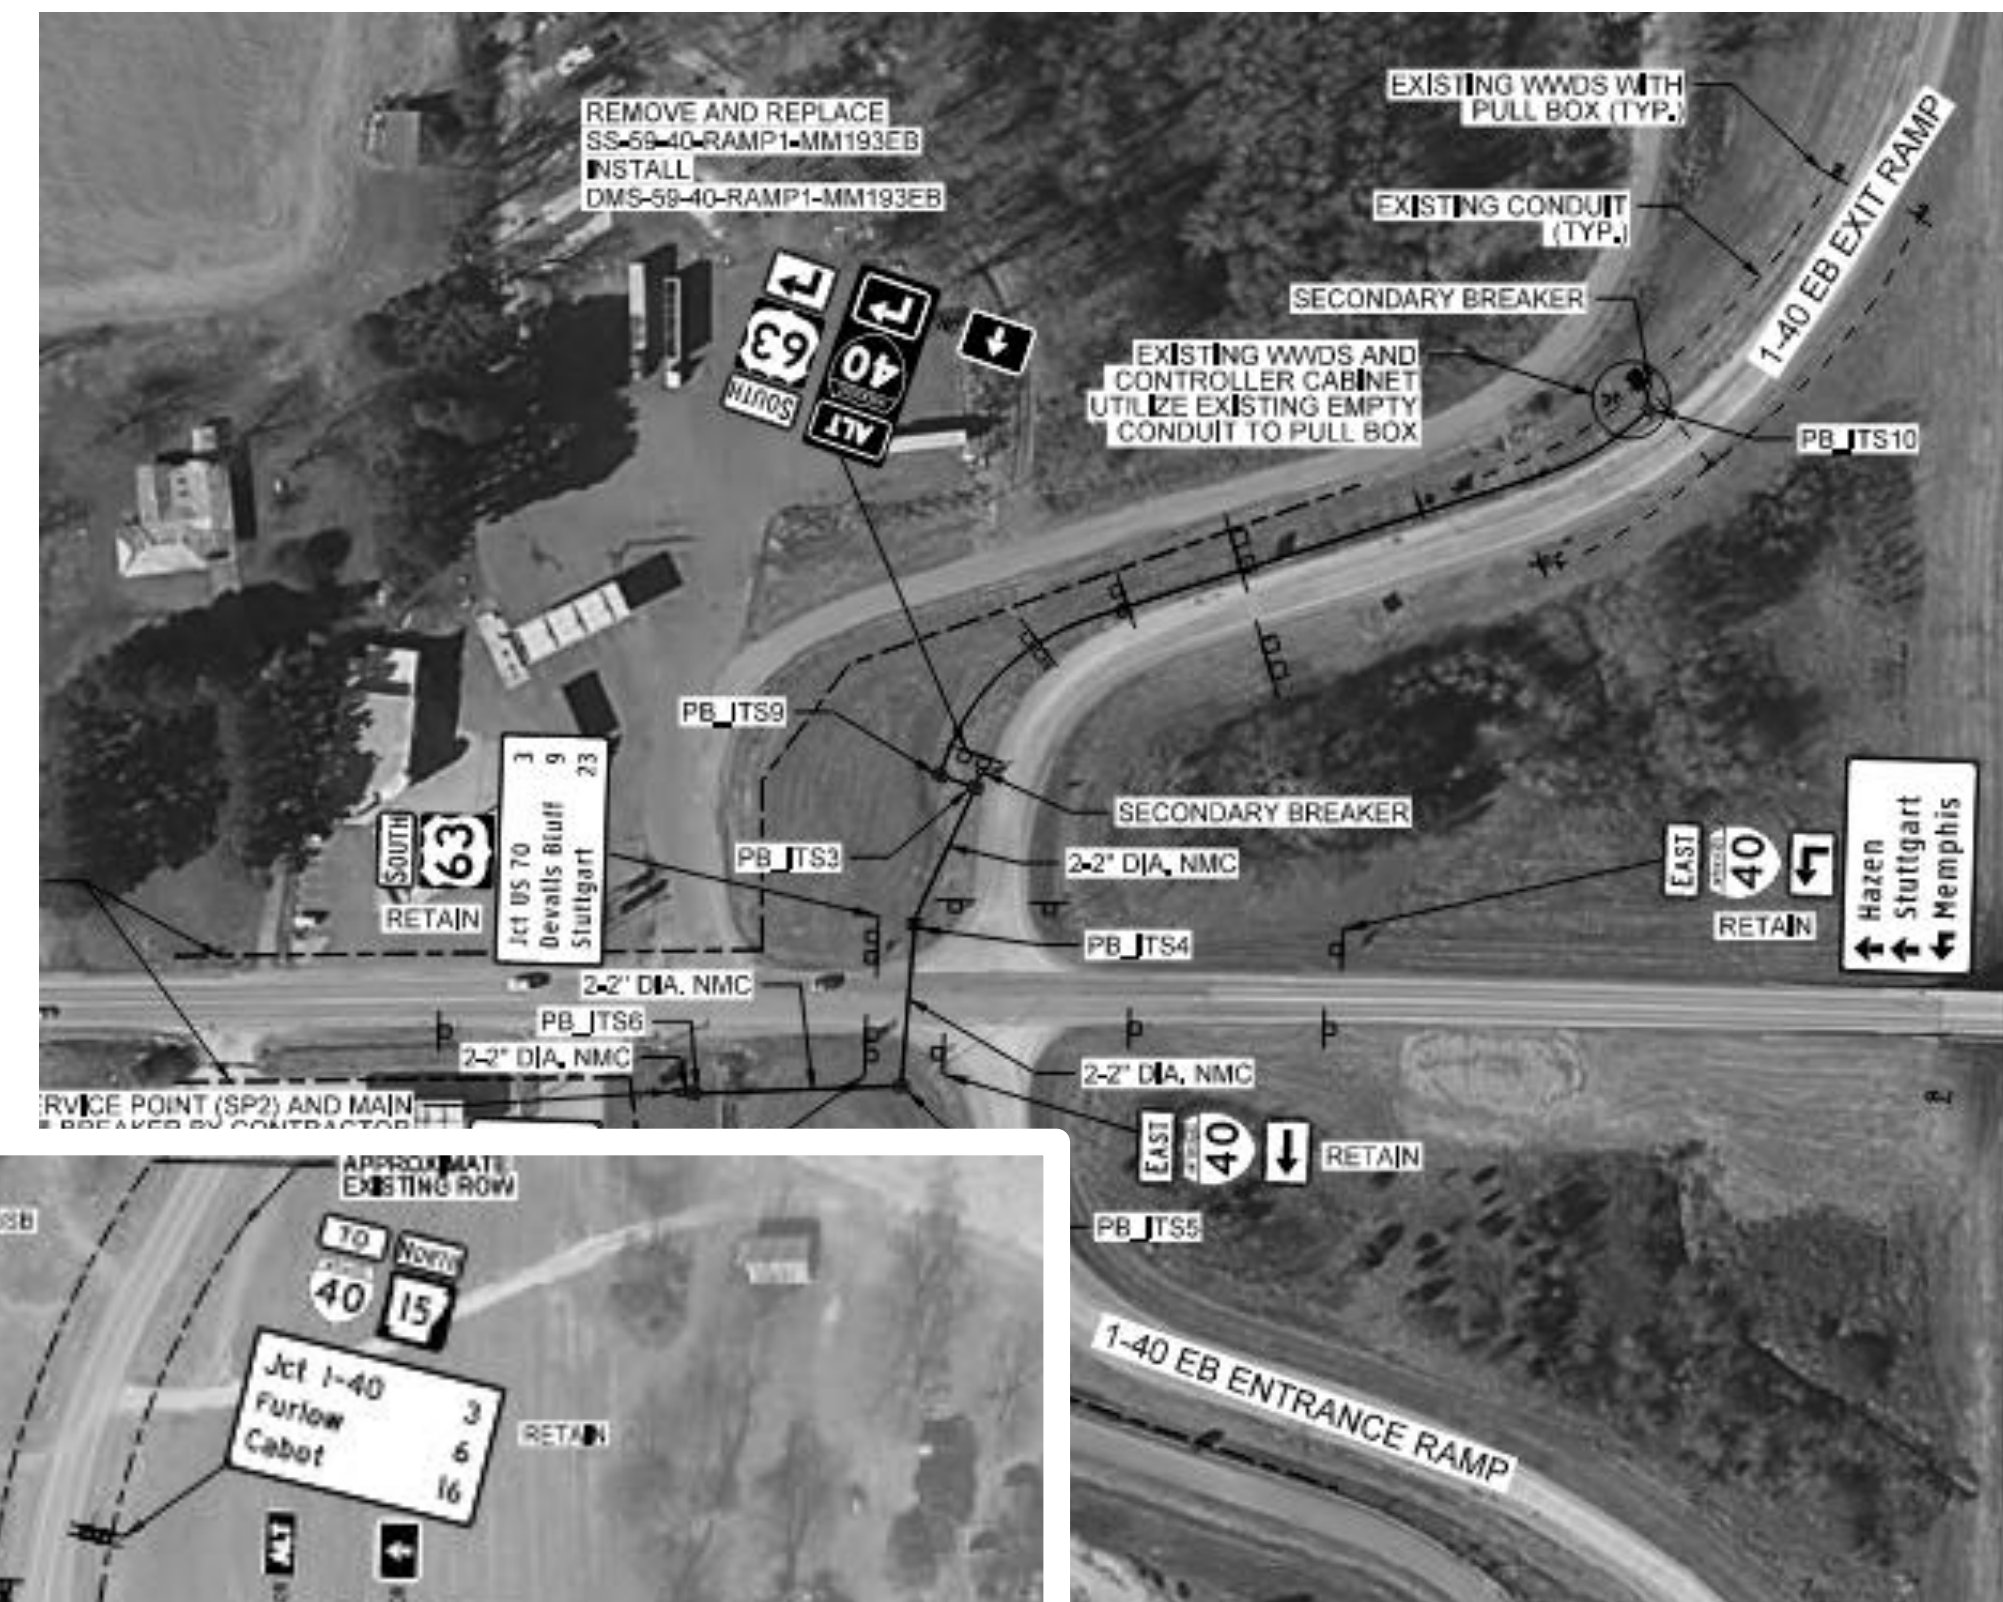 REMOVE AND REPLACE
SS-59-40-RAMP1-MM193EB
INSTALL
DMS-59-40-RAMP1-MM193EB
EXISTING WWDS WITH
PULL BOX (TYP.)
EXISTING CONDUIT
(TYP.)
1-40 EB EXIT RAMP
SECONDARY BREAKER
EXISTING WWDS AND
CONTROLLER CABINET
UTILIZE EXISTING EMPTY
CONDUIT TO PULL BOX
PB_ITS10
SOUTH
63
ALT
40
PB_ITS9
SECONDARY BREAKER
PB_ITS3
2-2" DIA. NMC
SOUTH
63
RETAIN
Jct US 70 3
Devalls Bluff 9
Stuttgart 23
PB_ITS4
EAST
40
RETAIN
Hazen
Stuttgart
Memphis
2-2" DIA. NMC
PB_ITS6
2-2" DIA. NMC
2-2" DIA. NMC
ERVICE POINT (SP2) AND MAIN
BREAKER BY CONTRACTOR
EAST
40
RETAIN
PB_ITS5
1-40 EB ENTRANCE RAMP
APPROXIMATE
EXISTING ROW
SB
TO
40
NORTH
15
Jct I-40 3
Furlow 6
Cabot 16
RETAIN
ALT